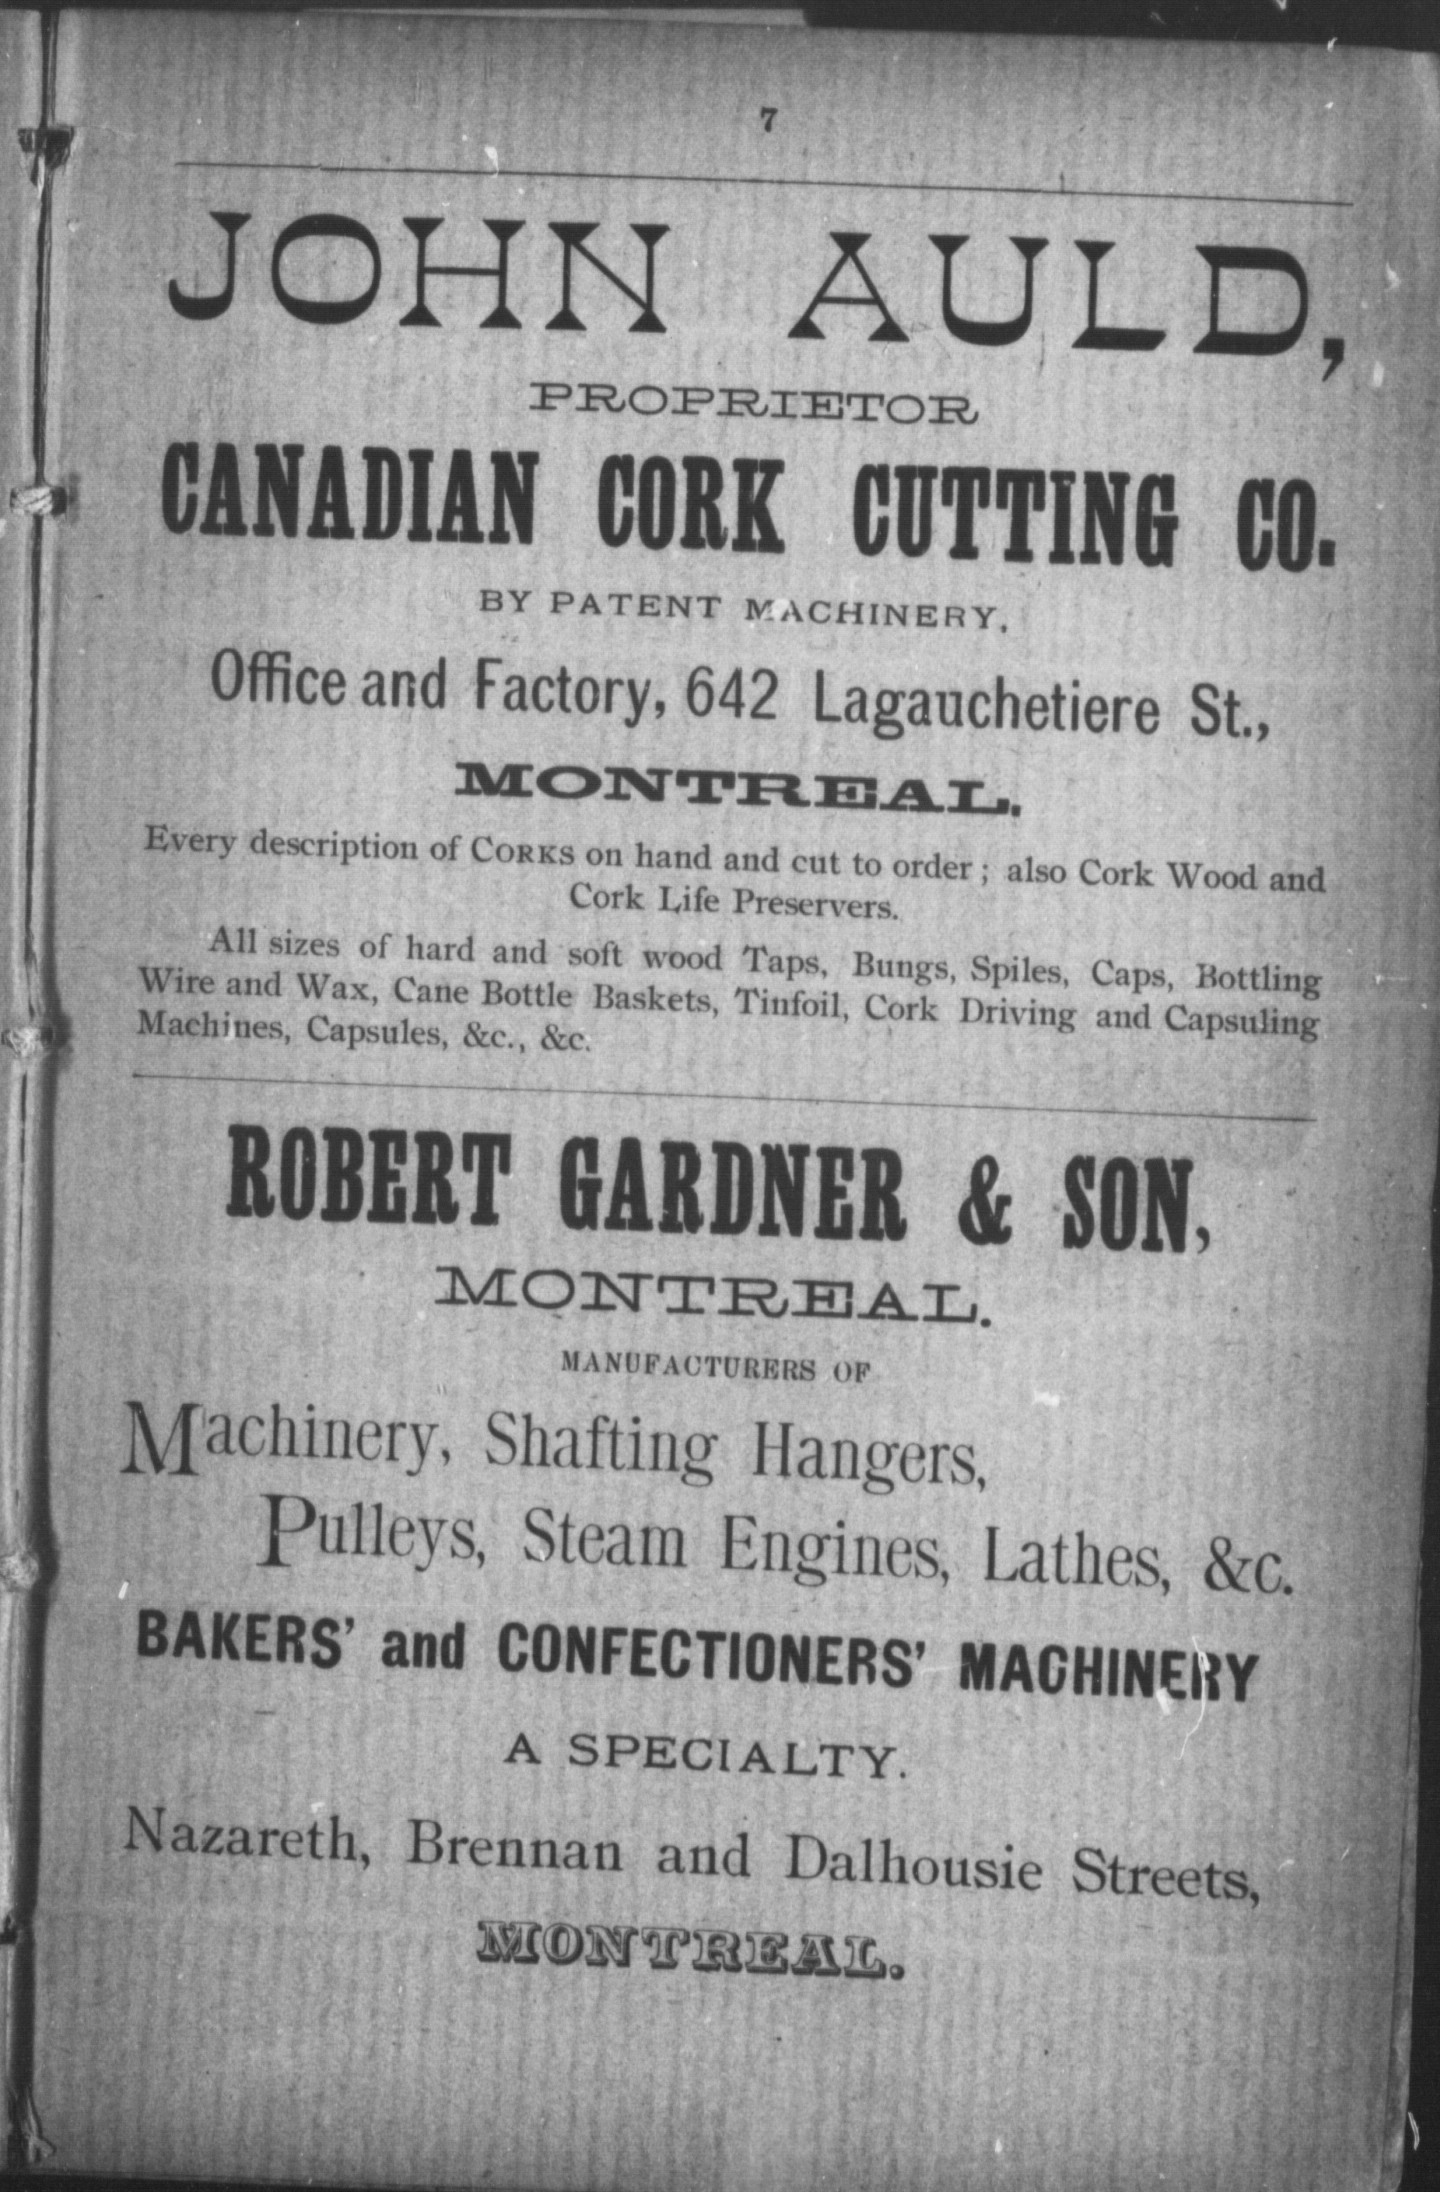 7
JOHN AULD,
PROPRIETOR
CANADIAN CORK CUTTING CO.
BY PATENT MACHINERY,
Office and Factory, 642 Lagauchetiere St.,
MONTREAL.
Every description of CORKS on hand and cut to order; also Cork Wood and
Cork Life Preservers.
All sizes of hard and soft wood Taps, Bungs, Spiles, Caps, Bottling
Wire and Wax, Cane Bottle Baskets, Tinfoil, Cork Driving and Capsuling
Machines, Capsules, &c., &c.
ROBERT GARDNER & SON,
MONTREAL.
MANUFACTURERS OF
Machinery, Shafting Hangers,
Pulleys, Steam Engines, Lathes, &c.
BAKERS' and CONFECTIONERS' MACHINERY
A SPECIALTY.
Nazareth, Brennan and Dalhousie Streets,
MONTREAL.